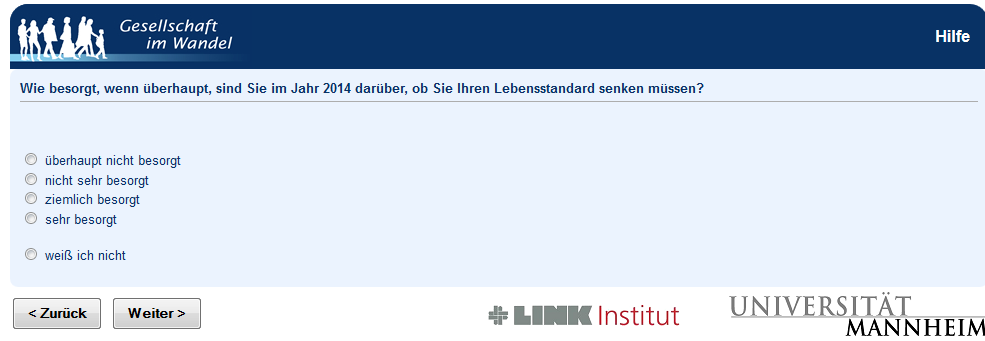 Gesellschaft
im Wandel
Hilfe
Wie besorgt, wenn überhaupt, sind Sie im Jahr 2014 darüber, ob Sie Ihren Lebensstandard senken müssen?
überhaupt nicht besorgt
nicht sehr besorgt
ziemlich besorgt
sehr besorgt
weiß ich nicht
< Zurück
Weiter >
LINK Institut
UNIVERSITÄT
MANNHEIM